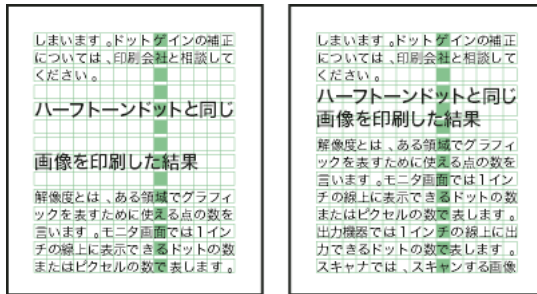 しまいます。ドットゲインの補正
については、印刷会社と相談して
ください。
ハーフトーンドットと同じ
画像を印刷した結果
解像度とは、ある領域でグラフィ
ックを表すために使える点の数を
言います。モニタ画面では1イン
チの線上に表示できるドットの数
またはピクセルの数で表します。
しまいます。ドットゲインの補正
については、印刷会社と相談して
ください。
ハーフトーンドットと同じ
画像を印刷した結果
解像度とは、ある領域でグラフィ
ックを表すために使える点の数を
言います。モニタ画面では1イン
チの線上に表示できるドットの数
またはピクセルの数で表します。
出力機器では1インチの線上に出
力できるドットの数で表します。
スキャナでは、スキャンする画像